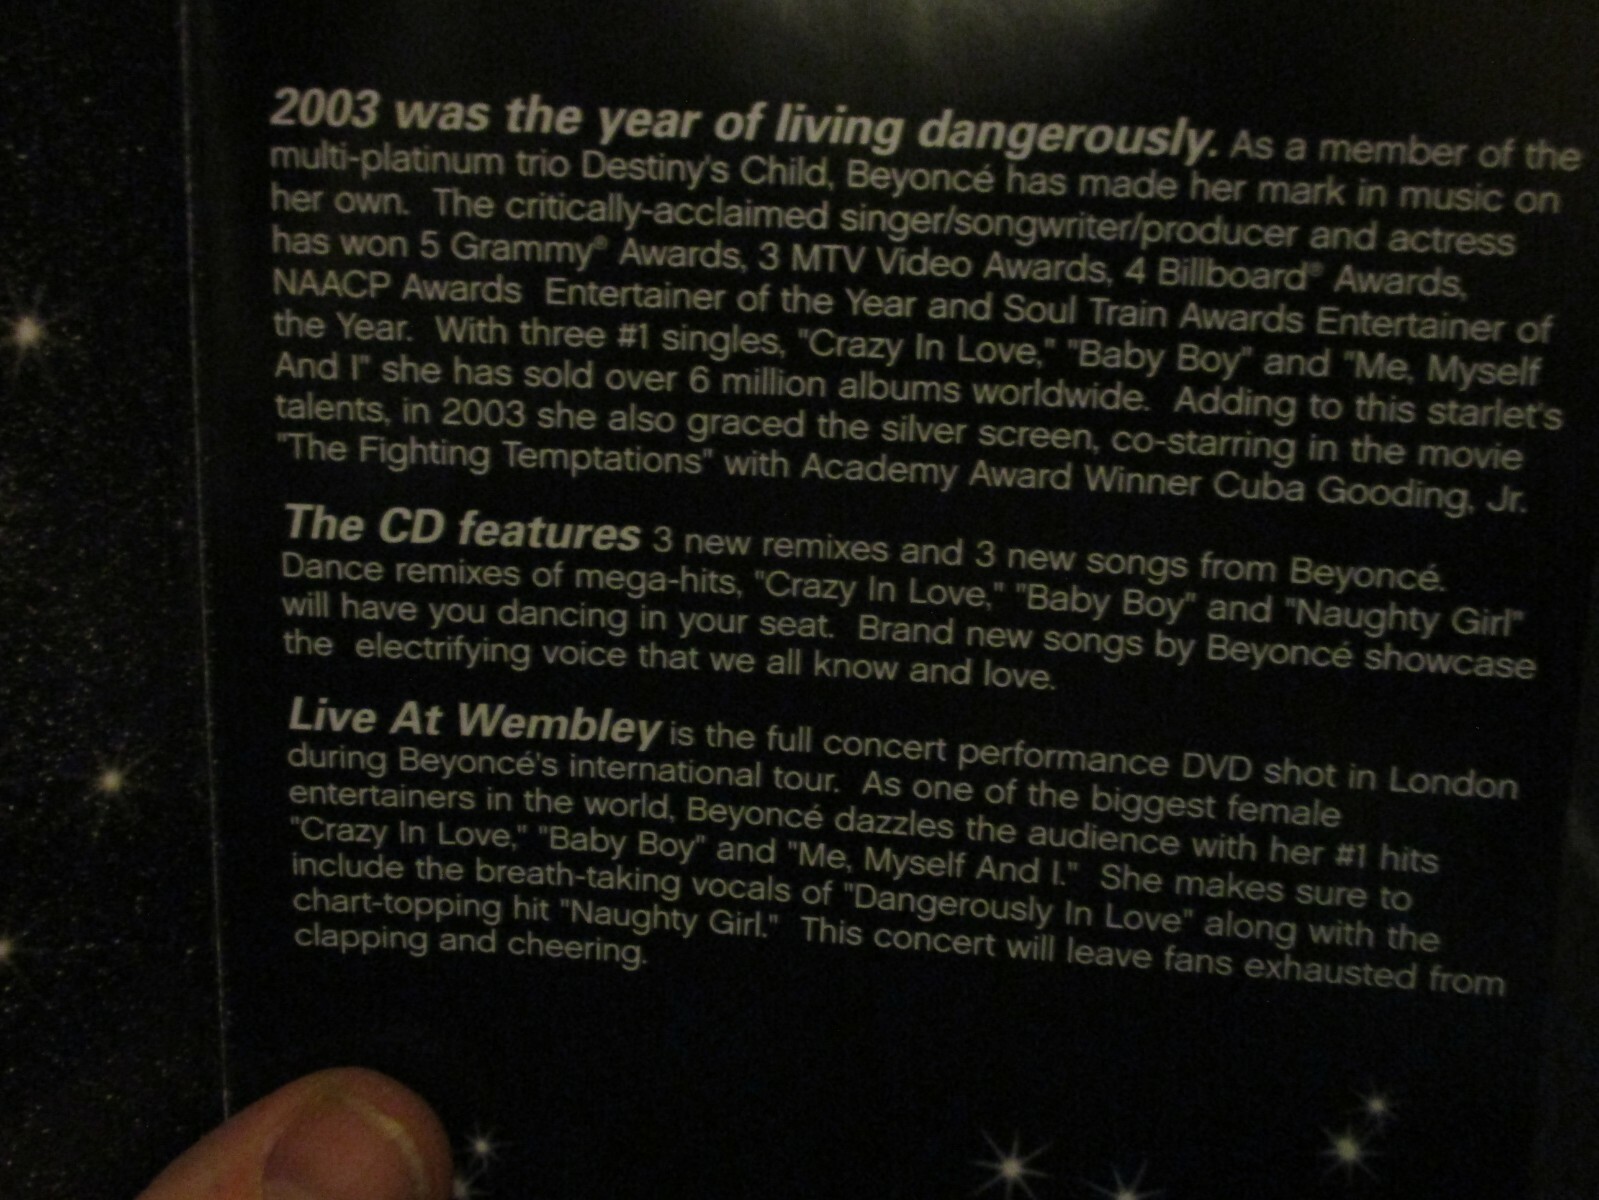 2003 was the year of living dangerously. As a member of the
multi-platinum trio Destiny's Child, Beyoncé has made her mark in music on
her own. The critically-acclaimed singer/songwriter/producer and actress
has won 5 Grammy® Awards, 3 MTV Video Awards, 4 Billboard® Awards,
NAACP Awards Entertainer of the Year and Soul Train Awards Entertainer of
the Year. With three #1 singles, "Crazy In Love," "Baby Boy" and "Me, Myself
And I" she has sold over 6 million albums worldwide. Adding to this starlet's
talents, in 2003 she also graced the silver screen, co-starring in the movie
"The Fighting Temptations" with Academy Award Winner Cuba Gooding, Jr.
The CD features 3 new remixes and 3 new songs from Beyoncé.
Dance remixes of mega-hits, "Crazy In Love," "Baby Boy" and "Naughty Girl"
will have you dancing in your seat. Brand new songs by Beyoncé showcase
the electrifying voice that we all know and love.
Live At Wembley is the full concert performance DVD shot in London
during Beyoncé's international tour. As one of the biggest female
entertainers in the world, Beyoncé dazzles the audience with her #1 hits
"Crazy In Love," "Baby Boy" and "Me, Myself And I." She makes sure to
include the breath-taking vocals of "Dangerously In Love" along with the
chart-topping hit "Naughty Girl." This concert will leave fans exhausted from
clapping and cheering.